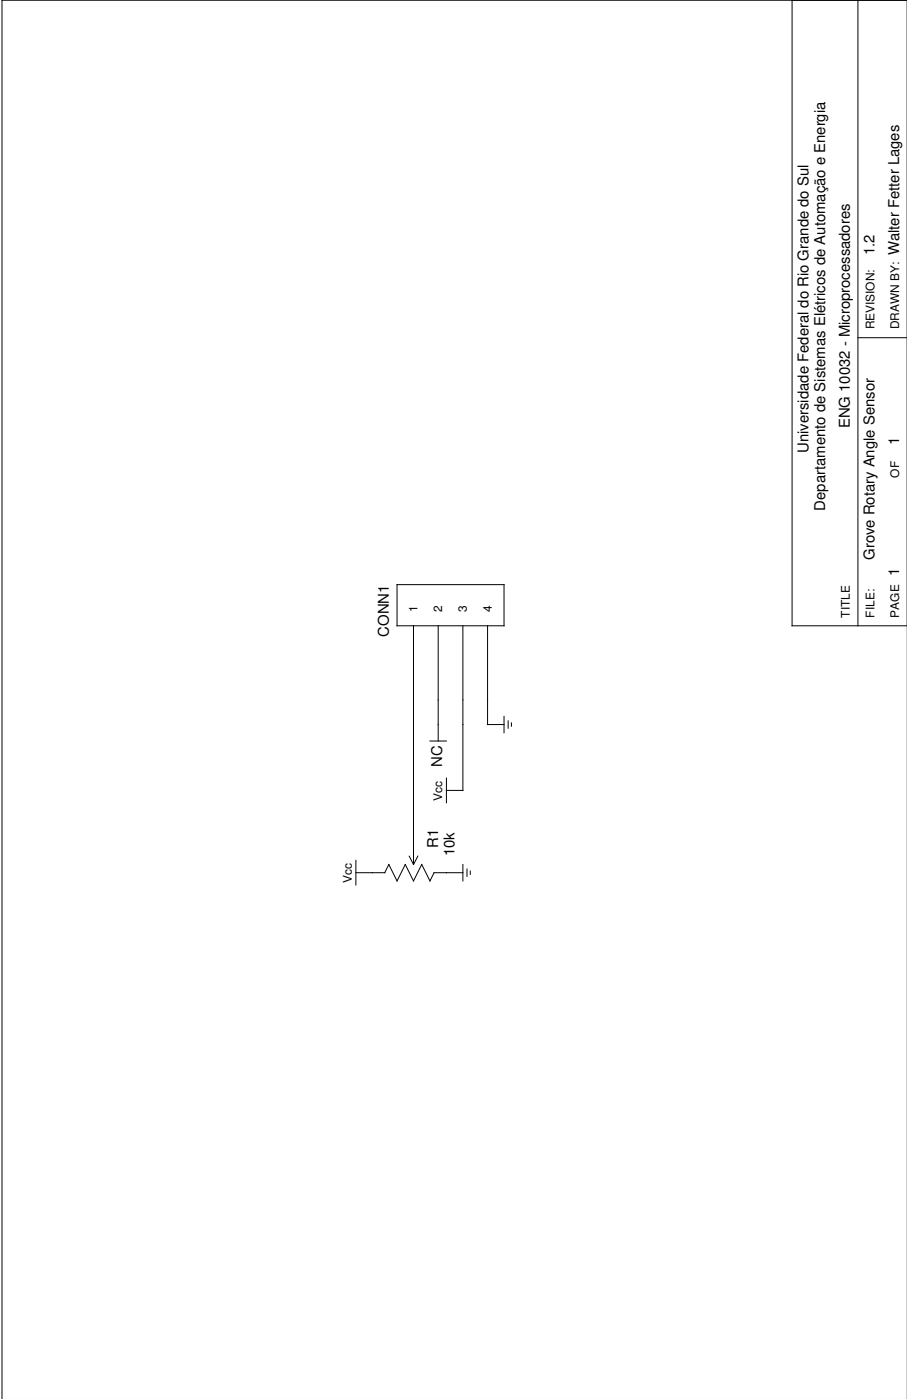 Vcc
R1
10k
Vcc
NC
CONN1
1
2
3
4
Universidade Federal do Rio Grande do Sul
Departamento de Sistemas Elétricos de Automação e Energia
TITLE ENG 10032 - Microprocessadores
FILE: Grove Rotary Angle Sensor REVISION: 1.2
PAGE 1 OF 1 DRAWN BY: Walter Fetter Lages